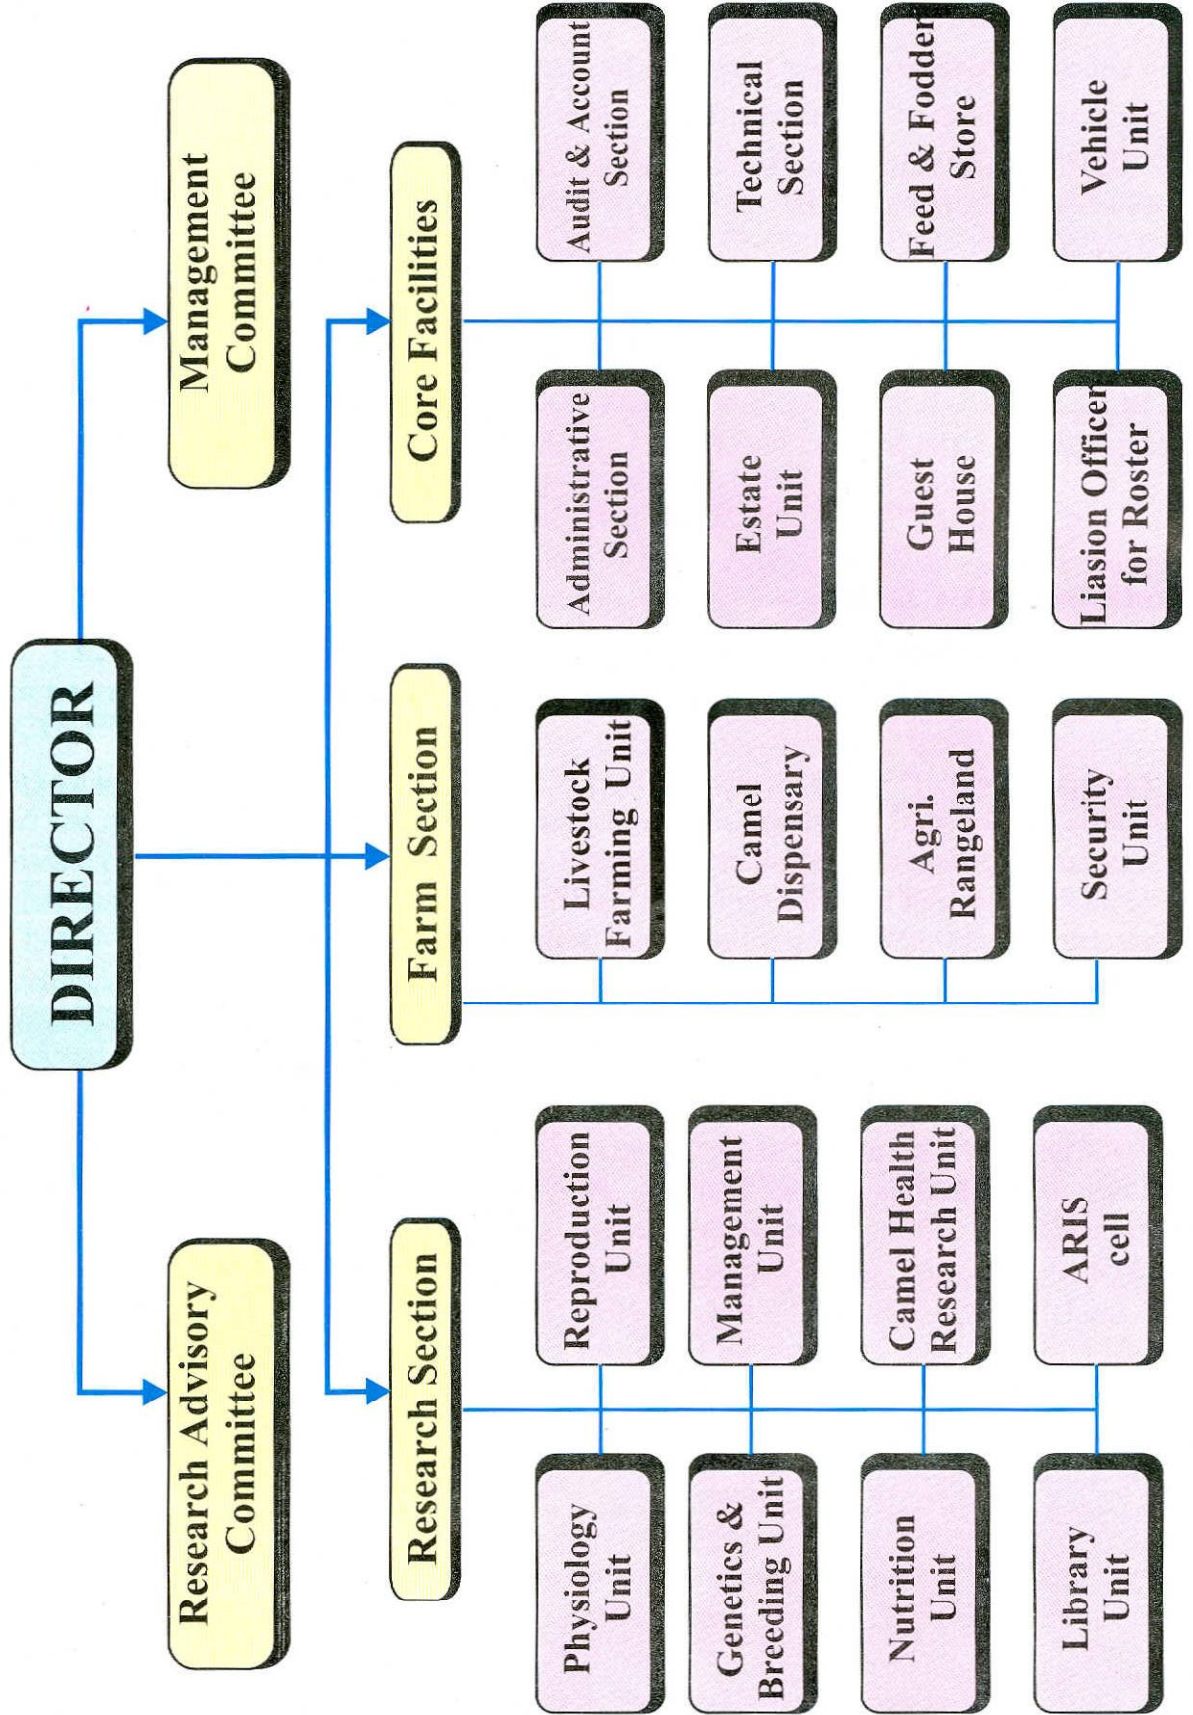 DIRECTOR
Research Advisory
Committee
Management
Committee
Research Section
Farm Section
Core Facilities
Physiology
Unit
Reproduction
Unit
Genetics &
Breeding Unit
Management
Unit
Nutrition
Unit
Camel Health
Research Unit
Library
Unit
ARIS
cell
Livestock
Farming Unit
Camel
Dispensary
Agri.
Rangeland
Security
Unit
Administrative
Section
Audit & Account
Section
Estate
Unit
Technical
Section
Guest
House
Feed & Fodder
Store
Liasion Officer
for Roster
Vehicle
Unit